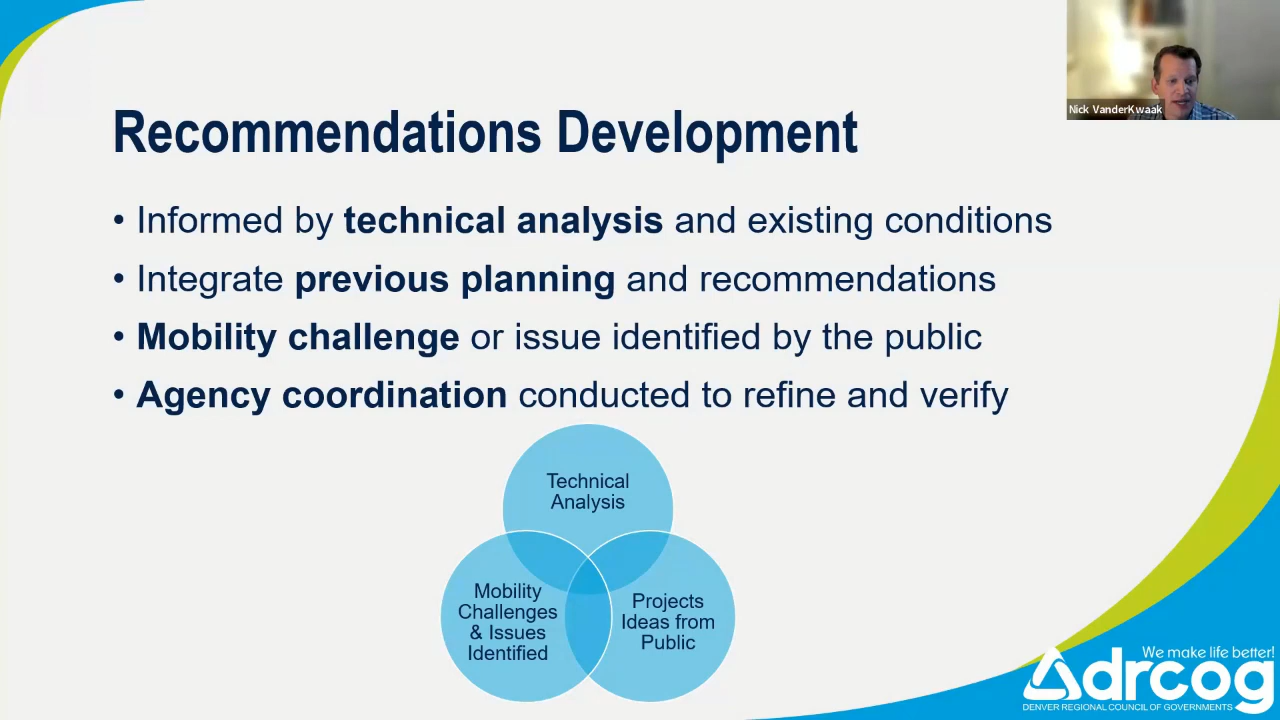 Nick VanderKwaak
Recommendations Development
• Informed by technical analysis and existing conditions
• Integrate previous planning and recommendations
• Mobility challenge or issue identified by the public
• Agency coordination conducted to refine and verify
Technical
Analysis
Mobility
Challenges
& Issues
Identified
Projects
Ideas from
Public
We make life better!
drcog
DENVER REGIONAL COUNCIL OF GOVERNMENTS